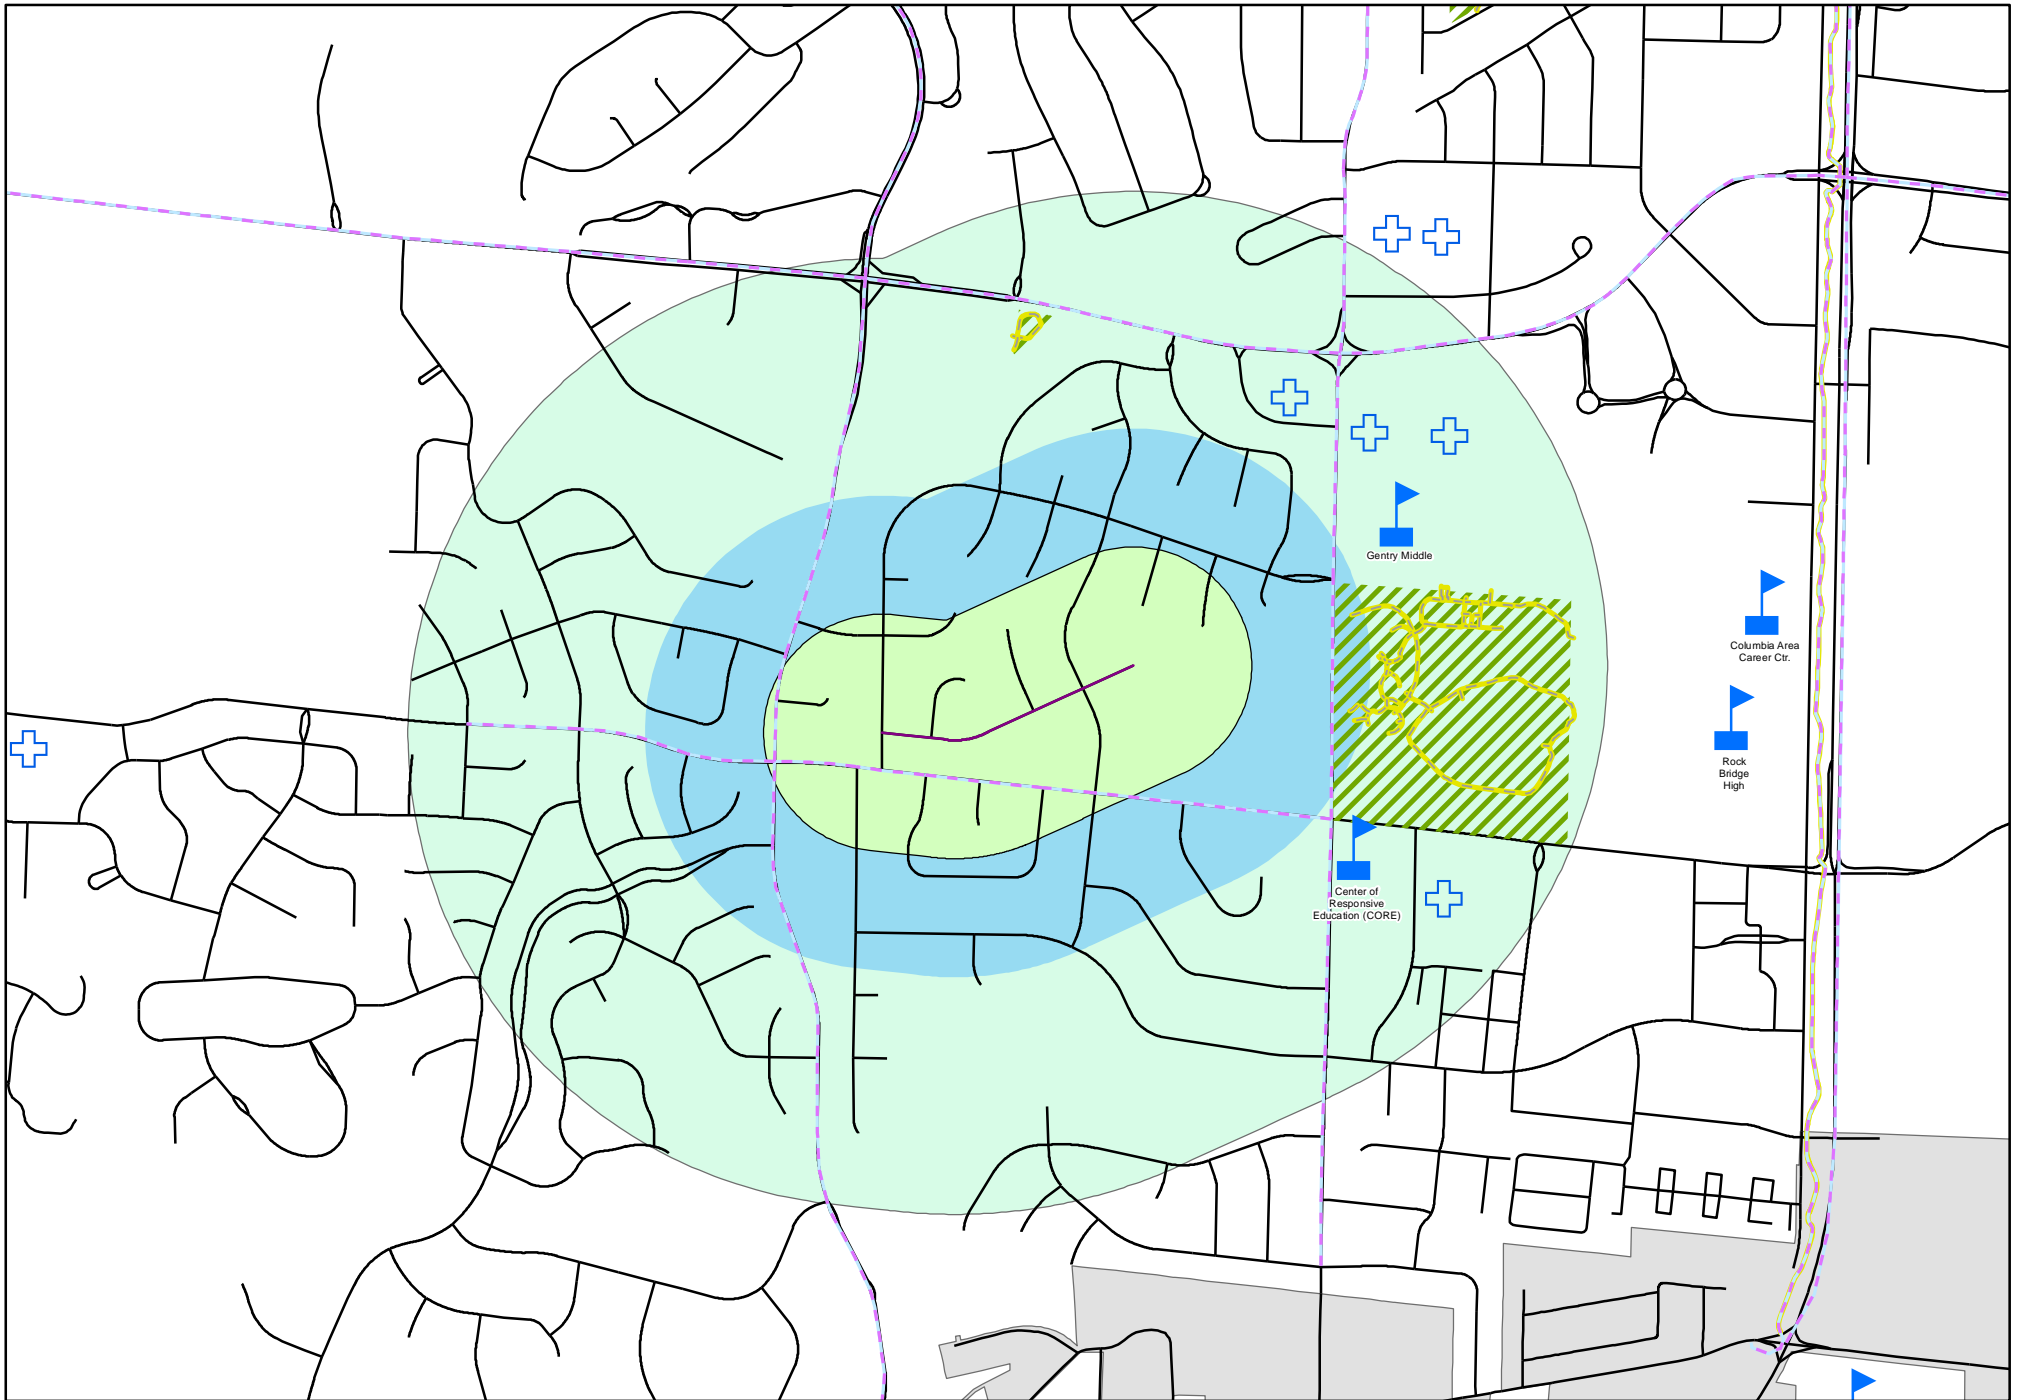 Gentry Middle
Columbia Area
Career Ctr.
Rock
Bridge
High
Center of
Responsive
Education (CORE)